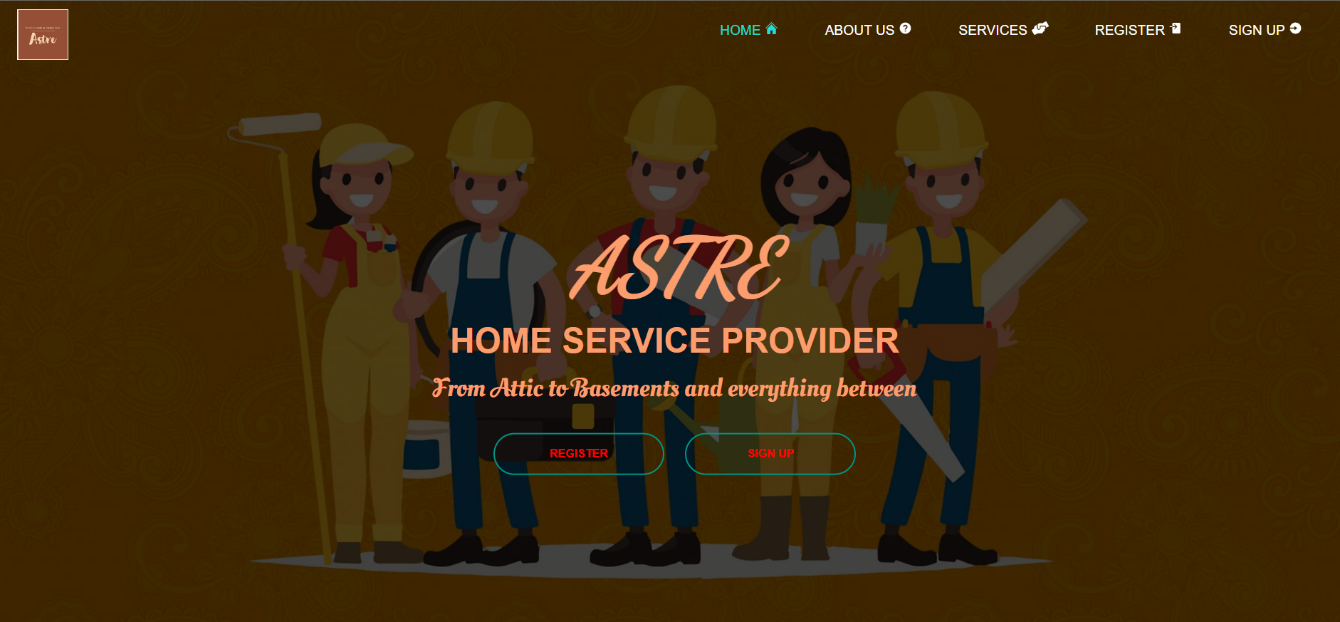 Astre
HOME
ABOUT US
SERVICES
REGISTER
SIGN UP
ASTRE
HOME SERVICE PROVIDER
From Attic to Basements and everything between
REGISTER
SIGN UP